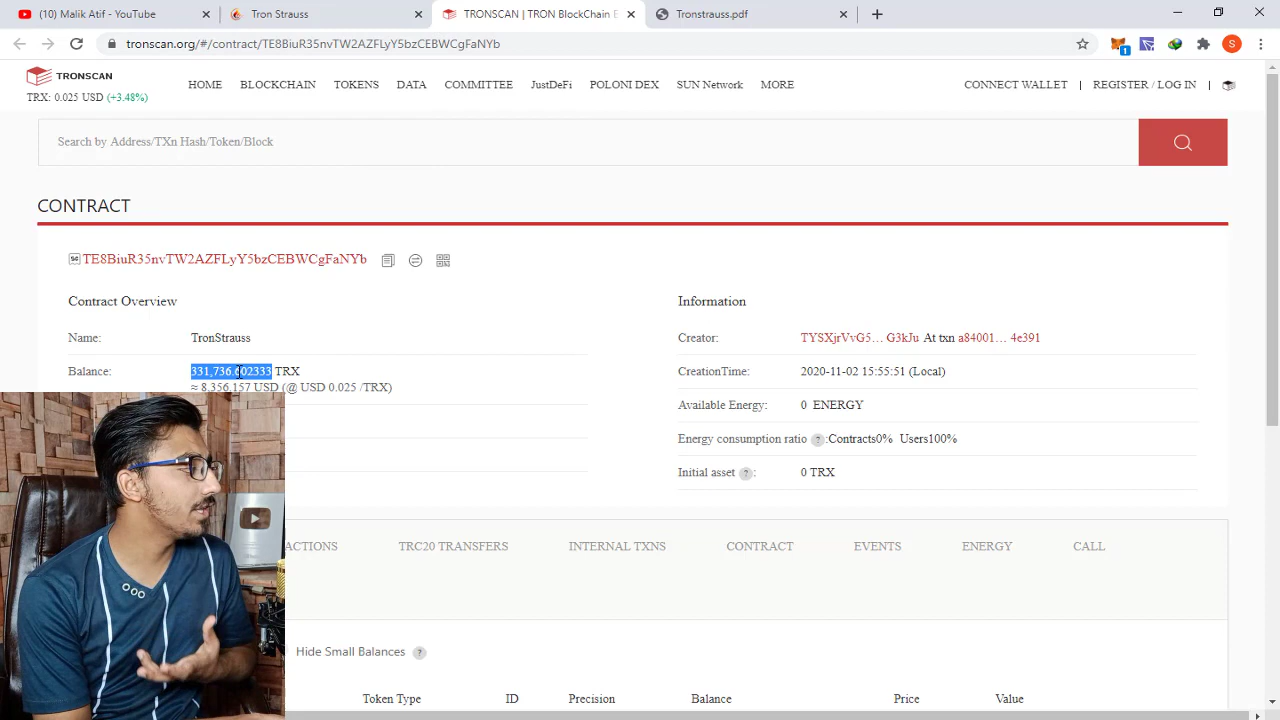 (10) Malik Atif - YouTube
Tron Strauss
TRONSCAN | TRON BlockChain E
Tronstrauss.pdf
tronscan.org/#/contract/TE8BiuR35nvTW2AZFLyY5bzCEBWCgFaNYb
1
S
TRONSCAN
TRX: 0.025 USD (+3.48%)
HOME BLOCKCHAIN TOKENS DATA COMMITTEE JustDeFi POLONI DEX SUN Network MORE
CONNECT WALLET | REGISTER / LOG IN |
Search by Address/TXn Hash/Token/Block
CONTRACT
SC TE8BiuR35nvTW2AZFLyY5bzCEBWCgFaNYb
Contract Overview
Name: TronStrauss
Balance: 331,736.602333 TRX
≈ 8,356.157 USD (@ USD 0.025 /TRX)
Information
Creator: TYSXjrVvG5... G3kJu At txn a84001... 4e391
CreationTime: 2020-11-02 15:55:51 (Local)
Available Energy: 0 ENERGY
Energy consumption ratio ? :Contracts0% Users100%
Initial asset ? : 0 TRX
ACTIONS TRC20 TRANSFERS INTERNAL TXNS CONTRACT EVENTS ENERGY CALL
Hide Small Balances ?
Token Type ID Precision Balance Price Value